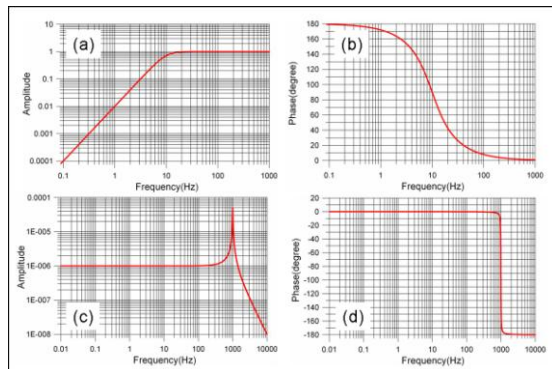 (a)
Amplitude
10
1
0.1
0.01
0.001
0.0001
0.1 1 10 100 1000
Frequency(Hz)
(b)
Phase(degree)
180
160
140
120
100
80
60
40
20
0
0.1 1 10 100 1000
Frequency(Hz)
(c)
Amplitude
0.0001
1E-005
1E-006
1E-007
1E-008
0.01 0.1 1 10 100 1000 10000
Frequency(Hz)
(d)
Phase(degree)
20
0
-20
-40
-60
-80
-100
-120
-140
-160
-180
0.01 0.1 1 10 100 1000 10000
Frequency(Hz)